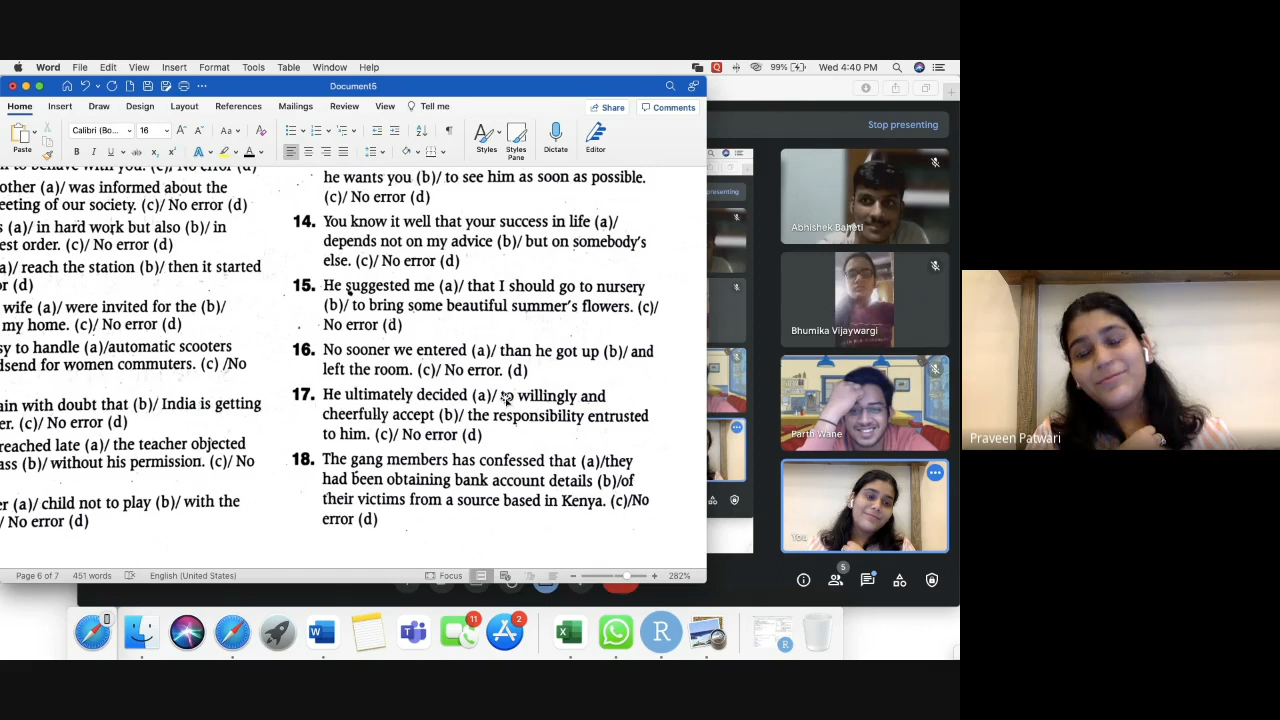 Word File Edit View Insert Format Tools Table Window Help
99% Wed 4:40 PM
Document5
Home Insert Draw Design Layout References Mailings Review View Tell me
Share Comments
Paste
Calibri (Bo... 16
Styles Styles Pane Dictate Editor
other (a)/ was informed about the
eeting of our society. (c)/ No error (d)
s (a)/ in hard work but also (b)/ in
est order. (c)/ No error (d)
a)/ reach the station (b)/ then it started
or (d)
wife (a)/ were invited for the (b)/
my home. (c)/ No error (d)
sy to handle (a)/automatic scooters
dsend for women commuters. (c) /No
ain with doubt that (b)/ India is getting
er. (c)/ No error (d)
reached late (a)/ the teacher objected
ass (b)/ without his permission. (c)/ No
er (a)/ child not to play (b)/ with the
/ No error (d)
he wants you (b)/ to see him as soon as possible.
(c)/ No error (d)
14. You know it well that your success in life (a)/
depends not on my advice (b)/ but on somebody's
else. (c)/ No error (d)
15. He suggested me (a)/ that I should go to nursery
(b)/ to bring some beautiful summer's flowers. (c)/
No error (d)
16. No sooner we entered (a)/ than he got up (b)/ and
left the room. (c)/ No error. (d)
17. He ultimately decided (a)/ to willingly and
cheerfully accept (b)/ the responsibility entrusted
to him. (c)/ No error (d)
18. The gang members has confessed that (a)/they
had been obtaining bank account details (b)/of
their victims from a source based in Kenya. (c)/No
error (d)
Page 6 of 7 451 words English (United States) Focus 282%
Stop presenting
presenting
Abhishek Baheti
Bhumika Vijaywargi
Parth Wane
You
5
11
2
Praveen Patwari